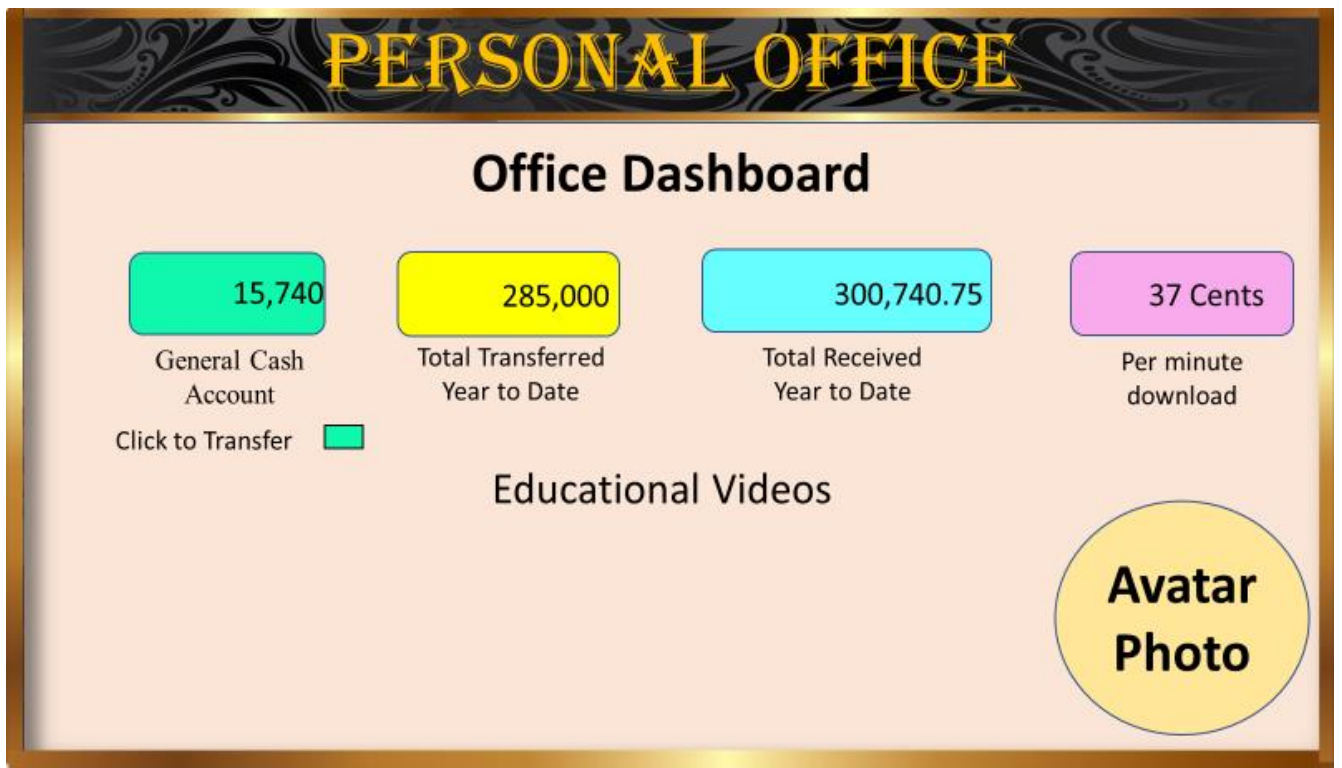 PERSONAL OFFICE
Office Dashboard
15,740
General Cash
Account
Click to Transfer
285,000
Total Transferred
Year to Date
300,740.75
Total Received
Year to Date
37 Cents
Per minute
download
Educational Videos
Avatar
Photo